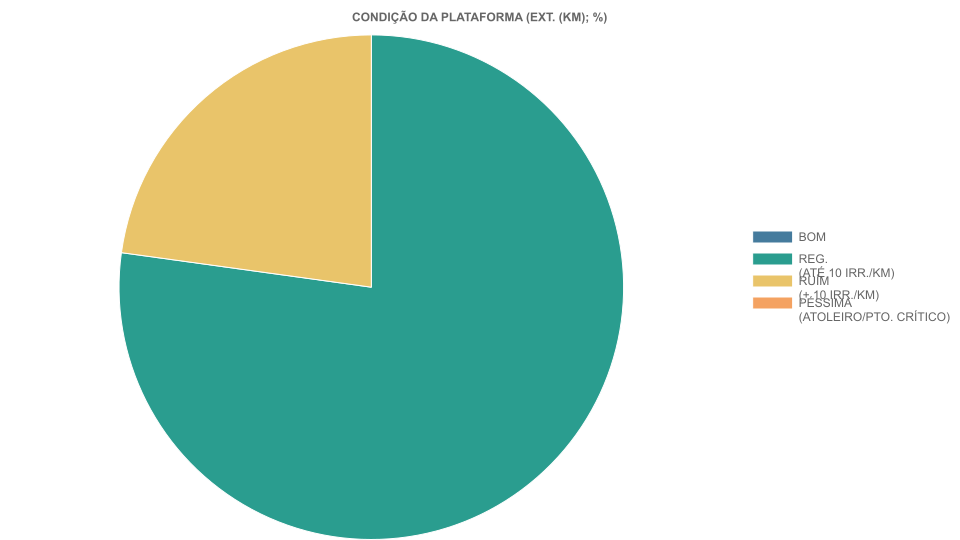 CONDIÇÃO DA PLATAFORMA (EXT. (KM); %)
BOM
REG.
(ATÉ 10 IRR./KM)
RUIM
(+ 10 IRR./KM)
PÉSSIMA
(ATOLEIRO/PTO. CRÍTICO)